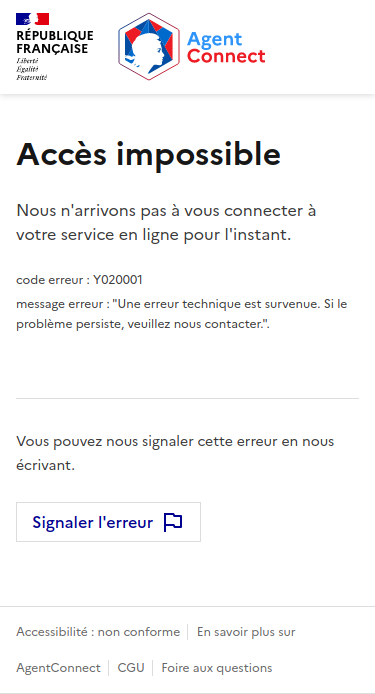 RÉPUBLIQUE
FRANÇAISE
Liberté
Égalité
Fraternité
Agent
Connect
Accès impossible
Nous n'arrivons pas à vous connecter à
votre service en ligne pour l'instant.
code erreur : Y020001
message erreur : "Une erreur technique est survenue. Si le
problème persiste, veuillez nous contacter.".
Vous pouvez nous signaler cette erreur en nous
écrivant.
Signaler l'erreur
Accessibilité : non conforme
En savoir plus sur
AgentConnect
CGU
Foire aux questions